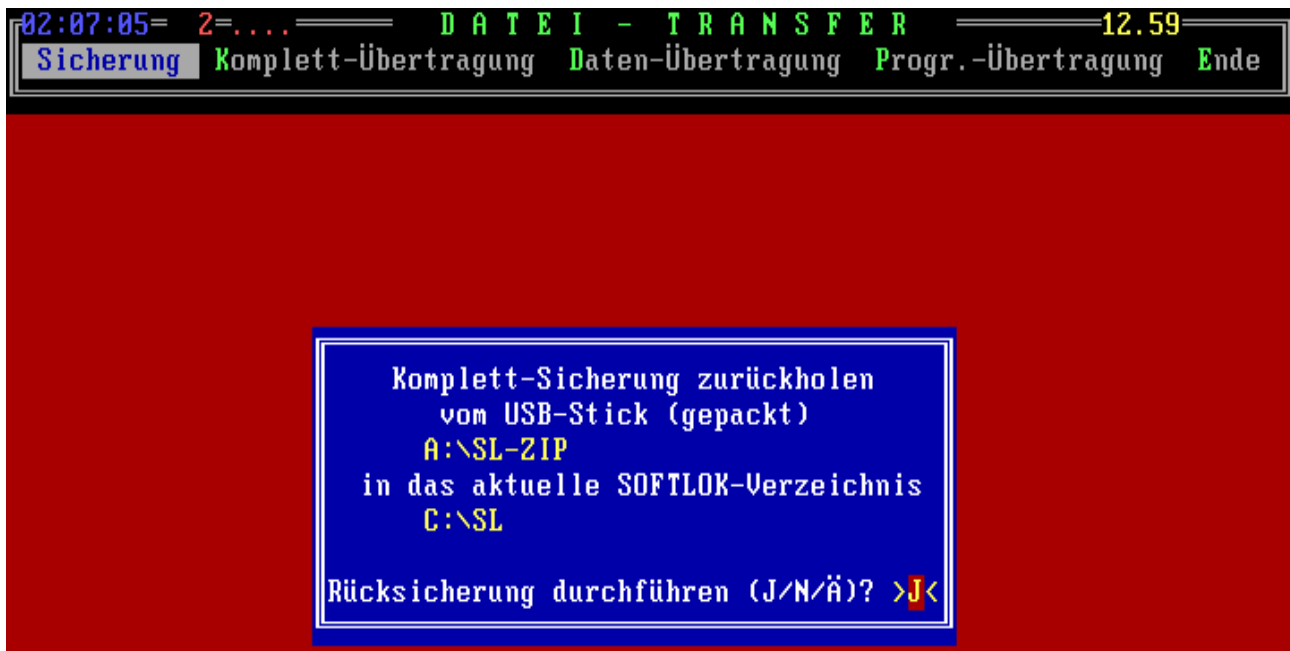 02:07:05= 2=.... D A T E I - T R A N S F E R 12.59
Sicherung Komplett-Übertragung Daten-Übertragung Progr.-Übertragung Ende
Komplett-Sicherung zurückholen
vom USB-Stick (gepackt)
A:\SL-ZIP
in das aktuelle SOFTLOK-Verzeichnis
C:\SL
Rücksicherung durchführen (J/N/Ä)? >J<